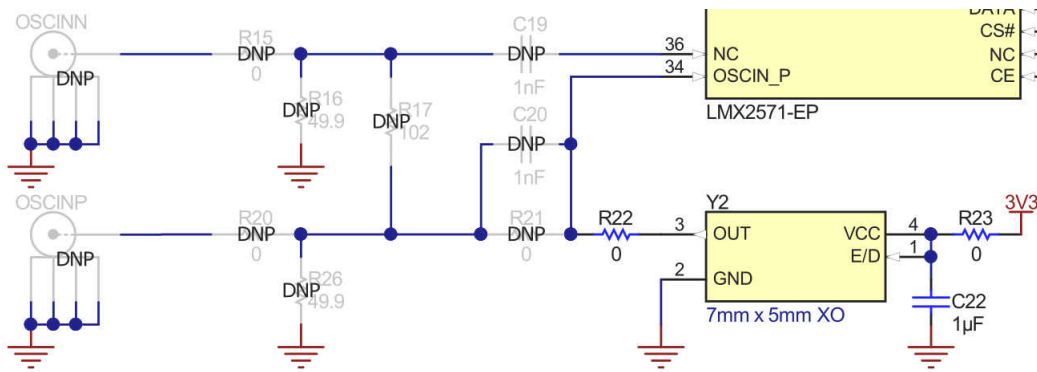 OSCINN
DNP
R15
DNP
0
DNP
R16
49.9
DNP
R17
102
C19
DNP
1nF
C20
DNP
1nF
36
34
NC
OSCIN_P
DATA
CS#
NC
CE
LMX2571-EP
OSCINP
DNP
R20
DNP
0
DNP
R26
49.9
R21
DNP
0
R22
0
Y2
3
2
OUT
GND
VCC
E/D
4
1
7mm x 5mm XO
R23
0
3V3
C22
1µF